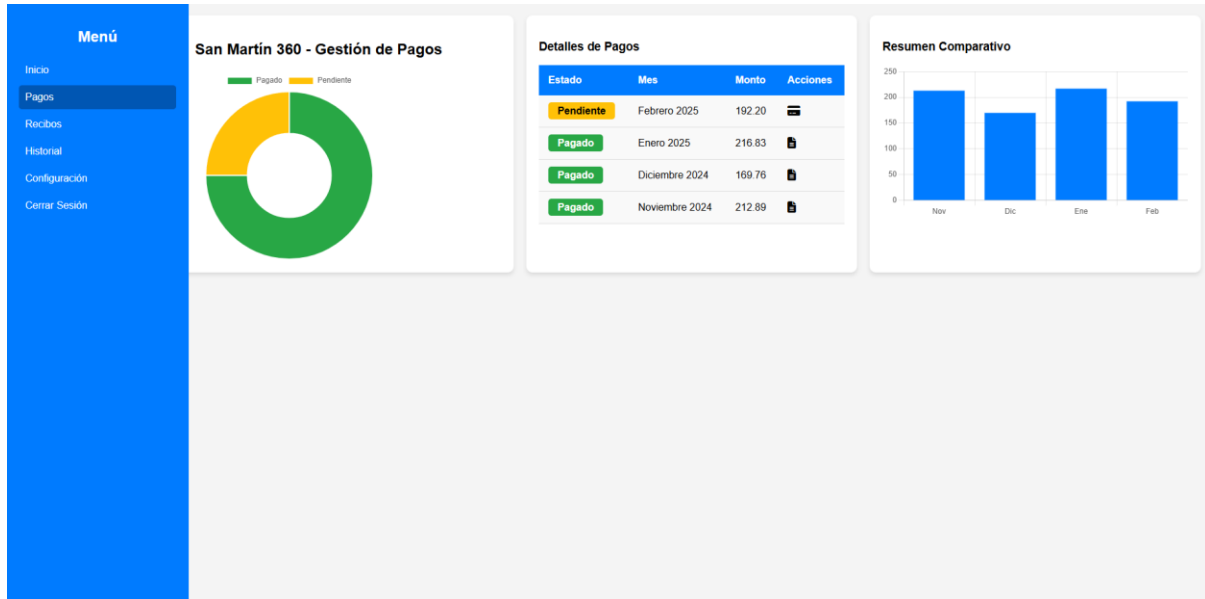 Menú
Inicio
Pagos
Recibos
Historial
Configuración
Cerrar Sesión
San Martín 360 - Gestión de Pagos
Pagado Pendiente
Detalles de Pagos
Estado Mes Monto Acciones
Pendiente Febrero 2025 192.20
Pagado Enero 2025 216.83
Pagado Diciembre 2024 169.76
Pagado Noviembre 2024 212.89
Resumen Comparativo
250
200
150
100
50
0
Nov Dic Ene Feb